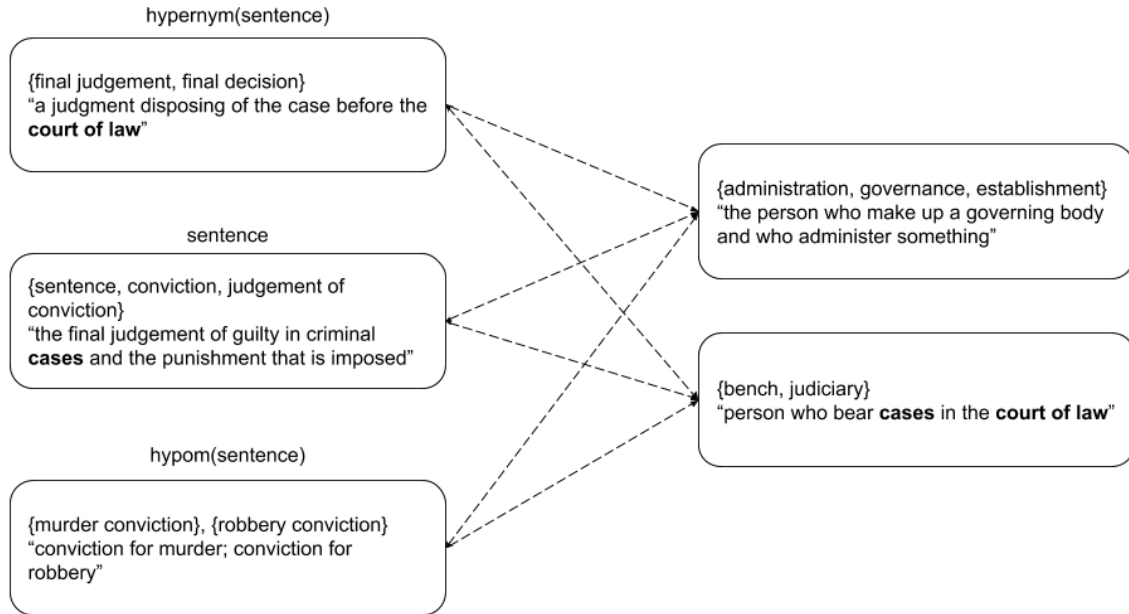 hypernym(sentence)
{final judgement, final decision}
“a judgment disposing of the case before the
court of law”
sentence
{sentence, conviction, judgement of
conviction}
“the final judgement of guilty in criminal
cases and the punishment that is imposed”
hypom(sentence)
{murder conviction}, {robbery conviction}
“conviction for murder; conviction for
robbery”
{administration, governance, establishment}
“the person who make up a governing body
and who administer something”
{bench, judiciary}
“person who bear cases in the court of law”